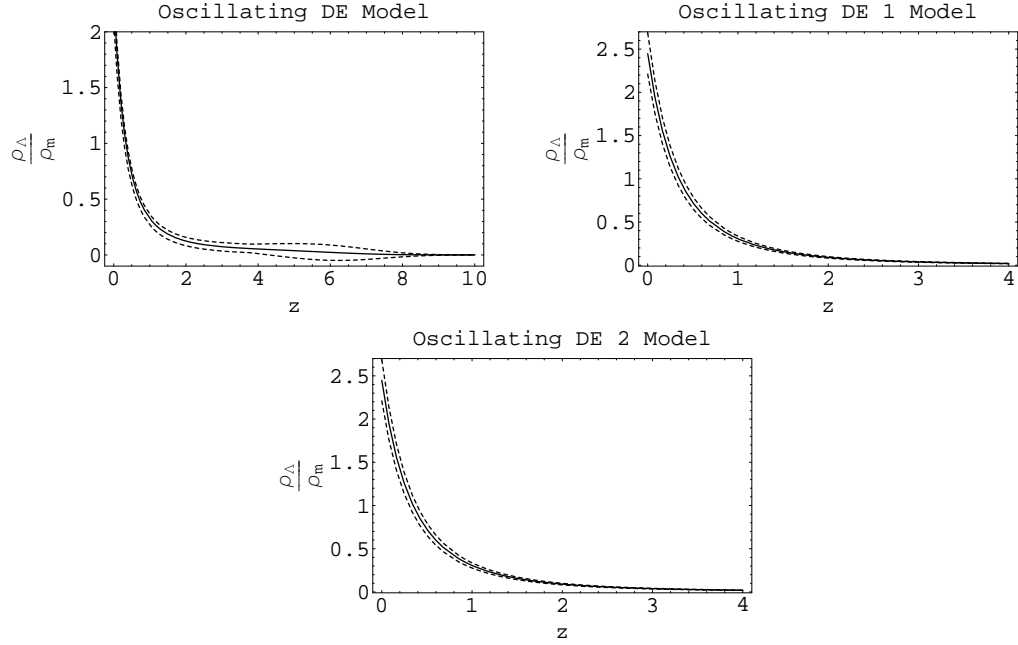 Oscillating DE Model
2
1.5
1
0.5
0
ρΛ
ρm
0 2 4 6 8 10
z
Oscillating DE 1 Model
2.5
2
1.5
1
0.5
0
ρΛ
ρm
0 1 2 3 4
z
Oscillating DE 2 Model
2.5
2
1.5
1
0.5
0
ρΛ
ρm
0 1 2 3 4
z